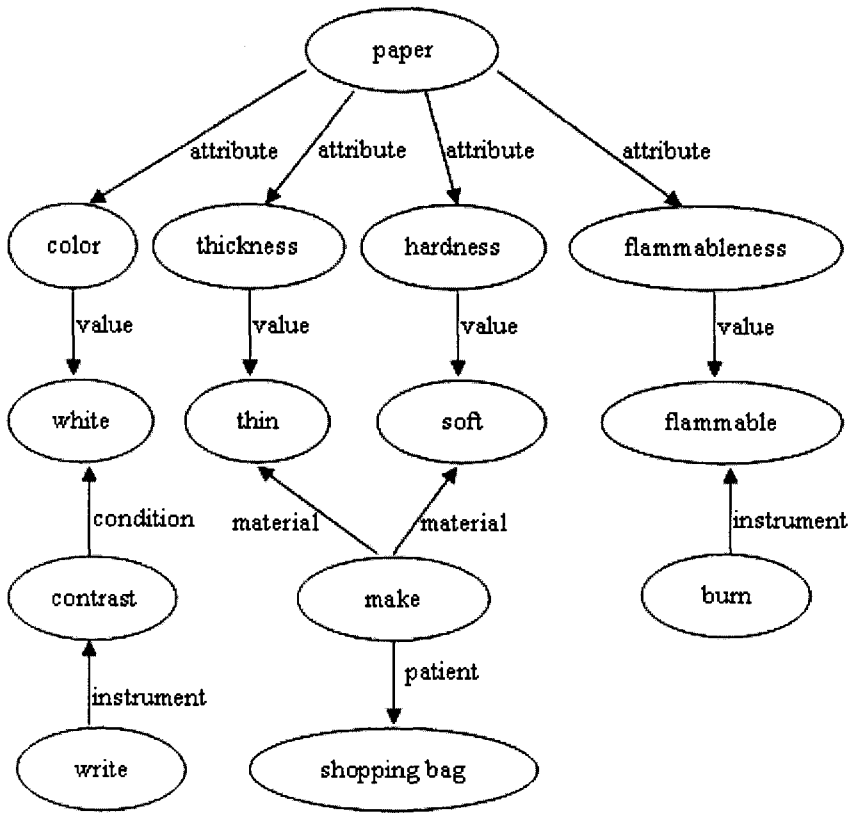 paper
attribute attribute attribute attribute
color thickness hardness flammableness
value value value value
white thin soft flammable
condition material material instrument
contrast make burn
instrument patient
write shopping bag